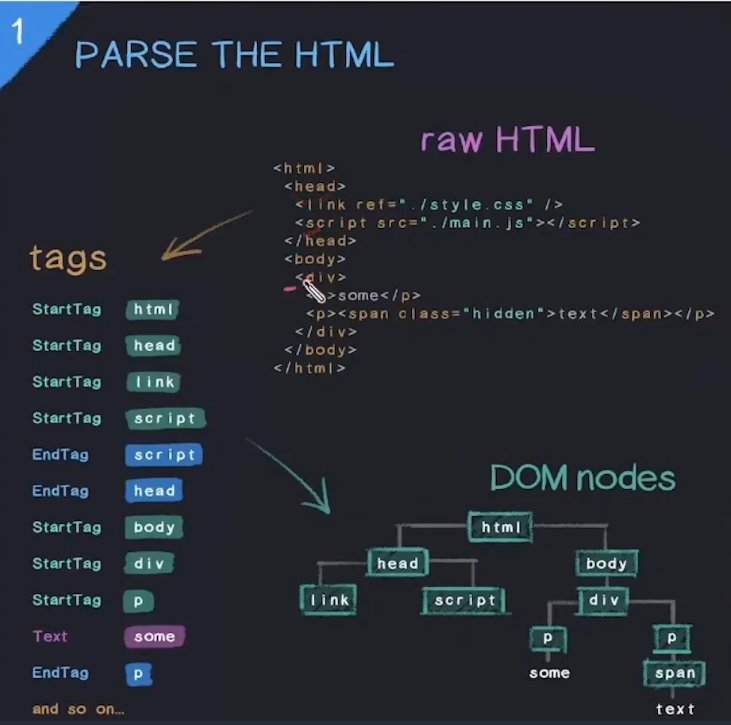 1
PARSE THE HTML
raw HTML
<html>
<head>
<link ref="./style.css" />
<script src="./main.js"></script>
</head>
<body>
<div>
>some</p>
<p><span class="hidden">text</span></p>
</div>
</body>
</html>
tags
StartTag html
StartTag head
StartTag link
StartTag script
EndTag script
EndTag head
StartTag body
StartTag div
StartTag p
Text some
EndTag p
and so on...
DOM nodes
html
head body
link script div
p p
some span
text